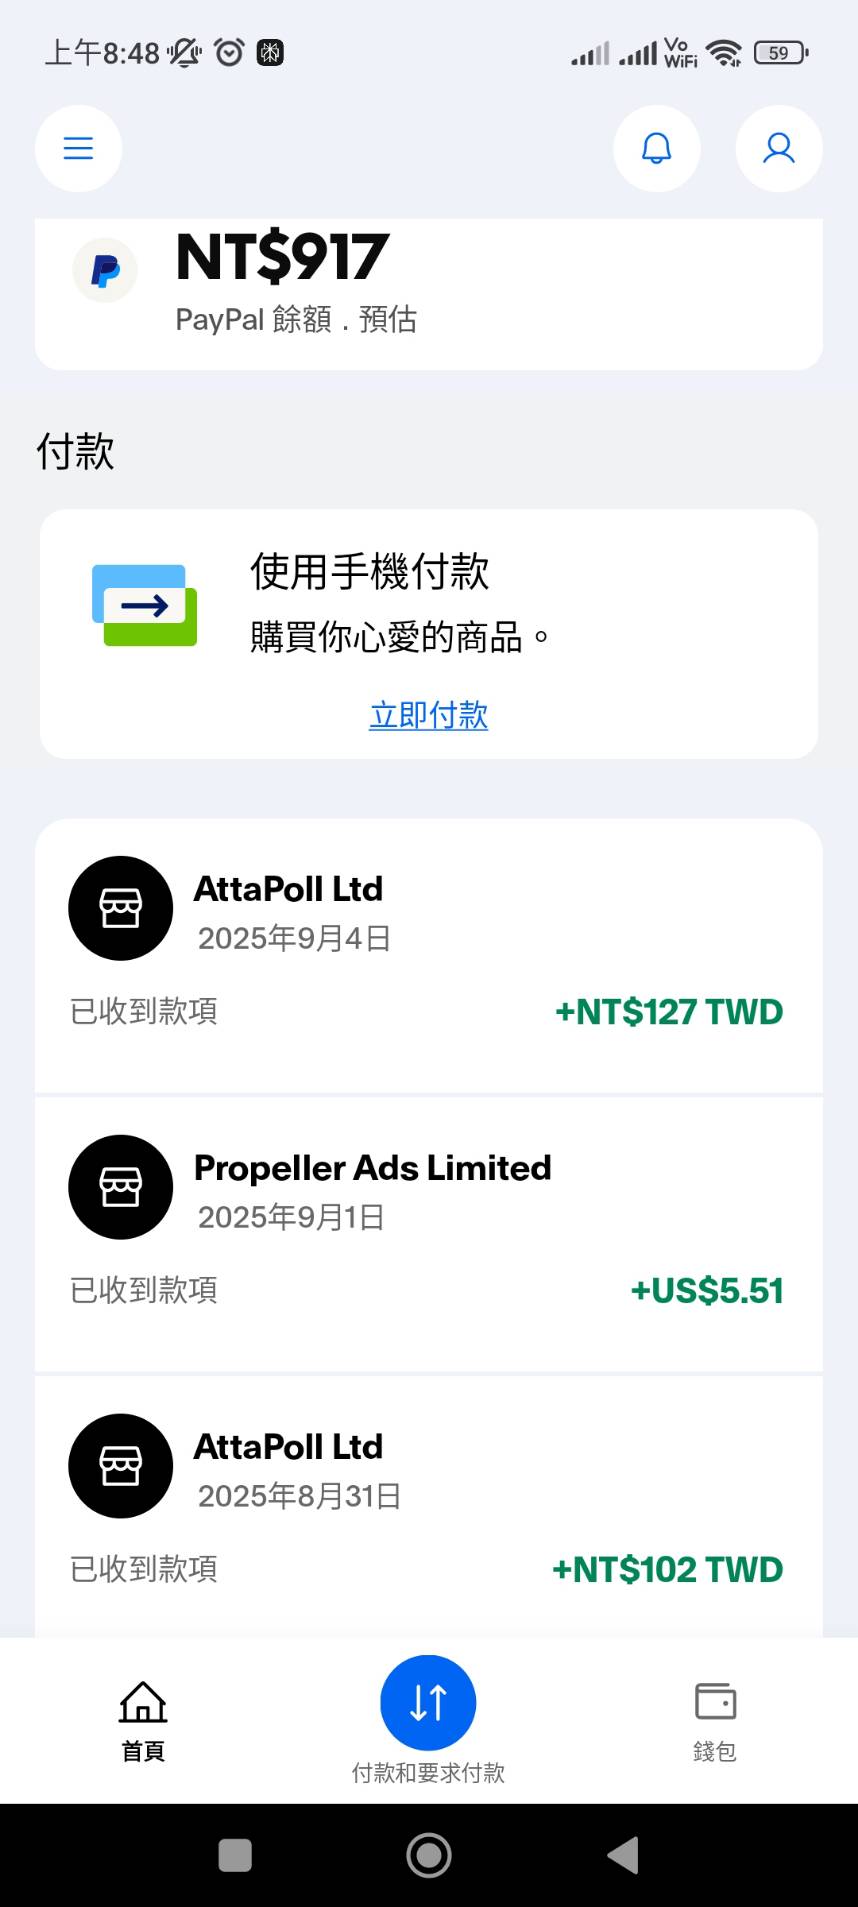 上午8:48
Vo
WiFi
59
NT$917
PayPal 餘額．預估
付款
使用手機付款
購買你心愛的商品。
立即付款
AttaPoll Ltd
2025年9月4日
已收到款項
+NT$127 TWD
Propeller Ads Limited
2025年9月1日
已收到款項
+US$5.51
AttaPoll Ltd
2025年8月31日
已收到款項
+NT$102 TWD
首頁
付款和要求付款
錢包